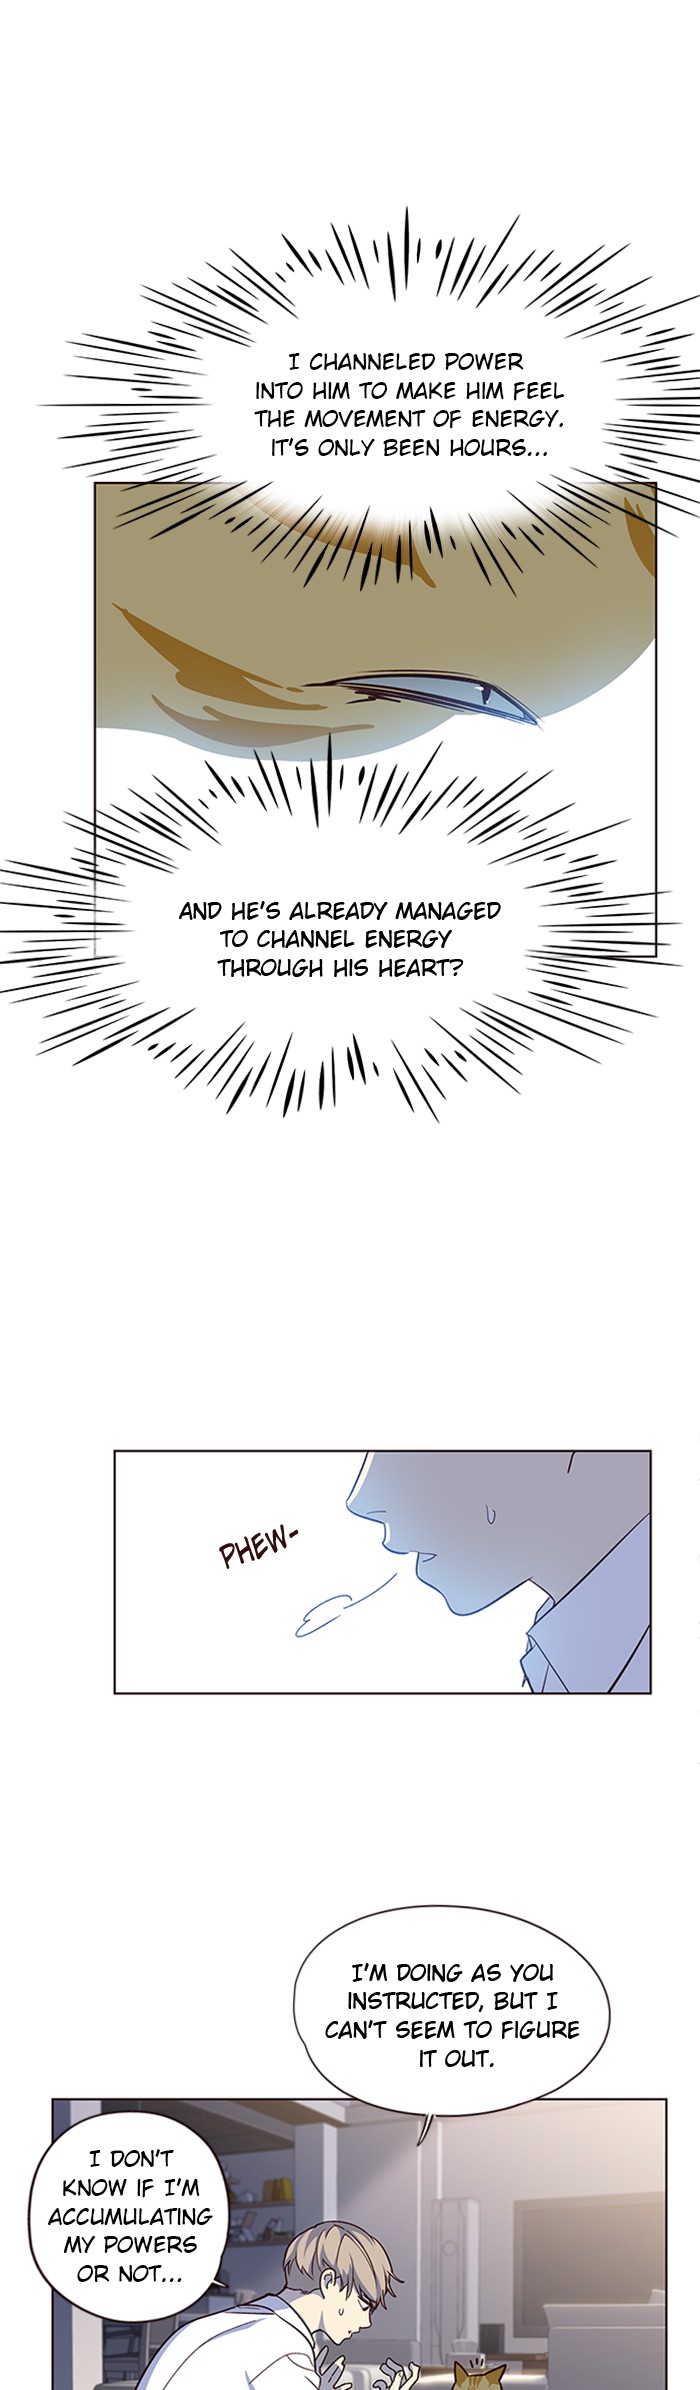 I CHANNELED POWER
INTO HIM TO MAKE HIM FEEL
THE MOVEMENT OF ENERGY.
IT'S ONLY BEEN HOURS...
AND HE'S ALREADY MANAGED
TO CHANNEL ENERGY
THROUGH HIS HEART?
PHEW-
I'M DOING AS YOU
INSTRUCTED, BUT I
CAN'T SEEM TO FIGURE
IT OUT.
I DON'T
KNOW IF I'M
ACCUMULATING
MY POWERS
OR NOT...